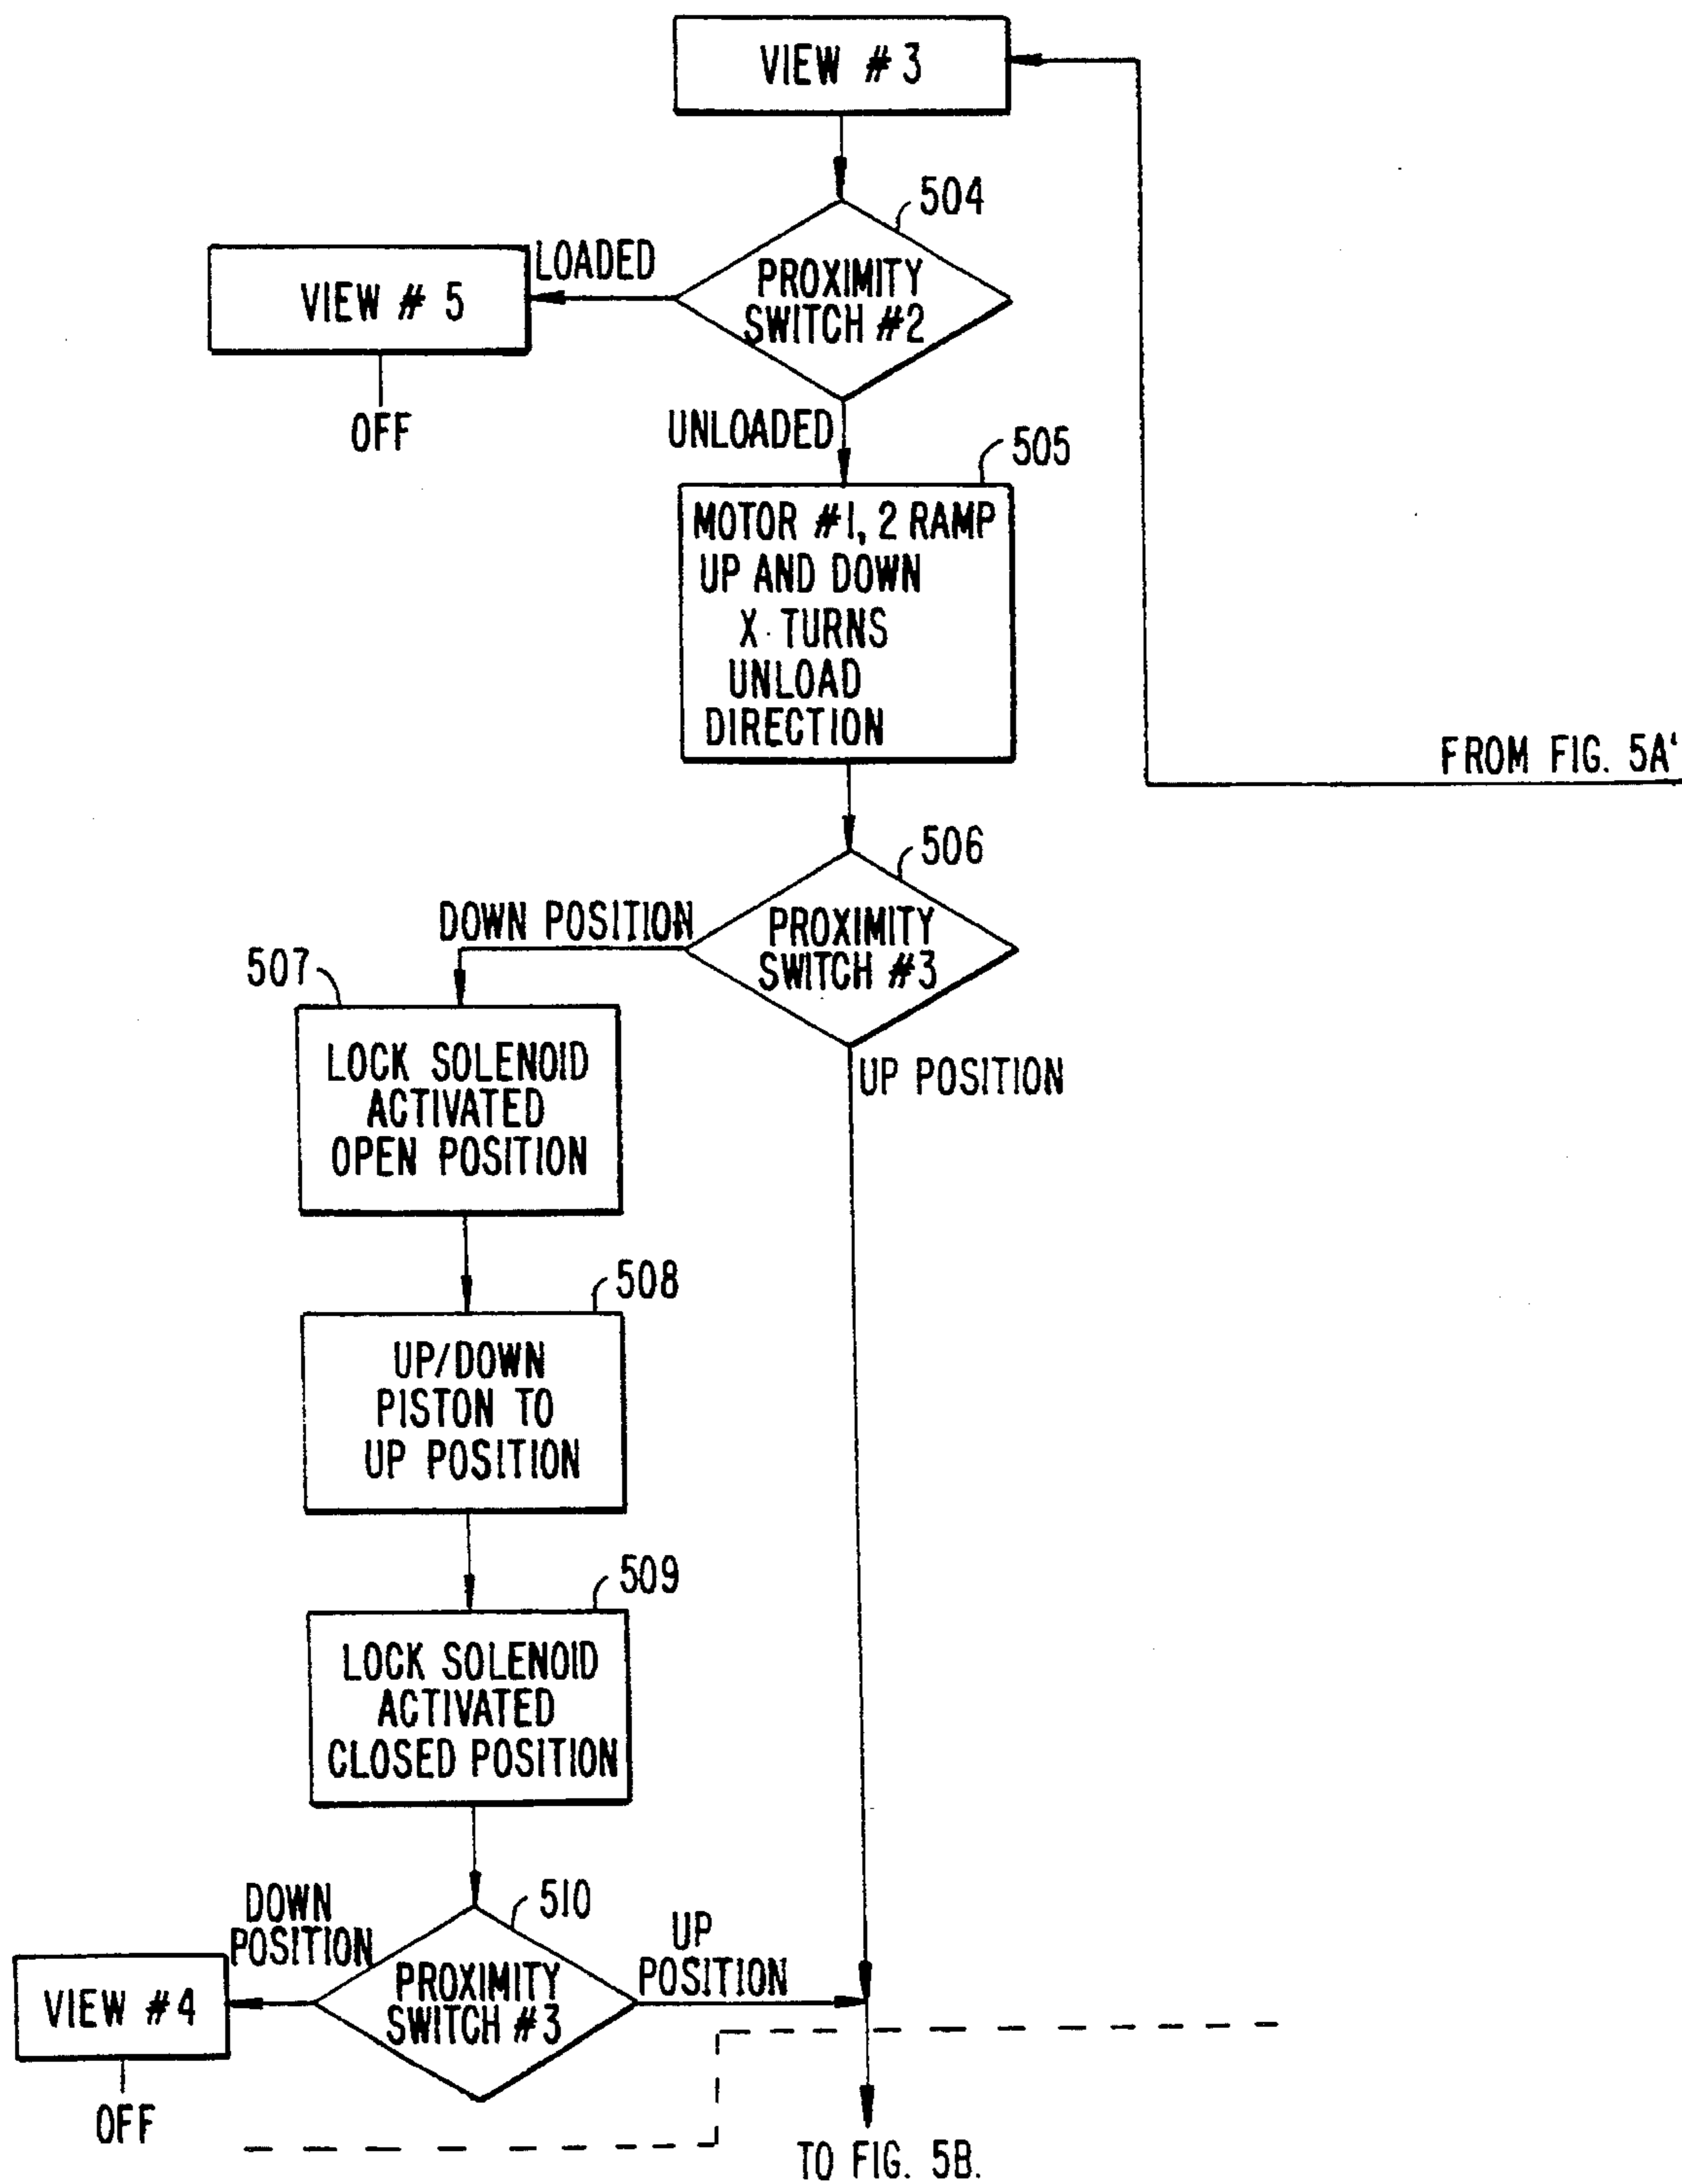 VIEW # 3
504
PROXIMITY
SWITCH #2
LOADED
VIEW # 5
OFF
UNLOADED
505
MOTOR #1, 2 RAMP
UP AND DOWN
X TURNS
UNLOAD
DIRECTION
FROM FIG. 5A'
506
PROXIMITY
SWITCH #3
DOWN POSITION
UP POSITION
507
LOCK SOLENOID
ACTIVATED
OPEN POSITION
508
UP/DOWN
PISTON TO
UP POSITION
509
LOCK SOLENOID
ACTIVATED
CLOSED POSITION
510
PROXIMITY
SWITCH #3
DOWN
POSITION
UP
POSITION
VIEW #4
OFF
TO FIG. 5B.